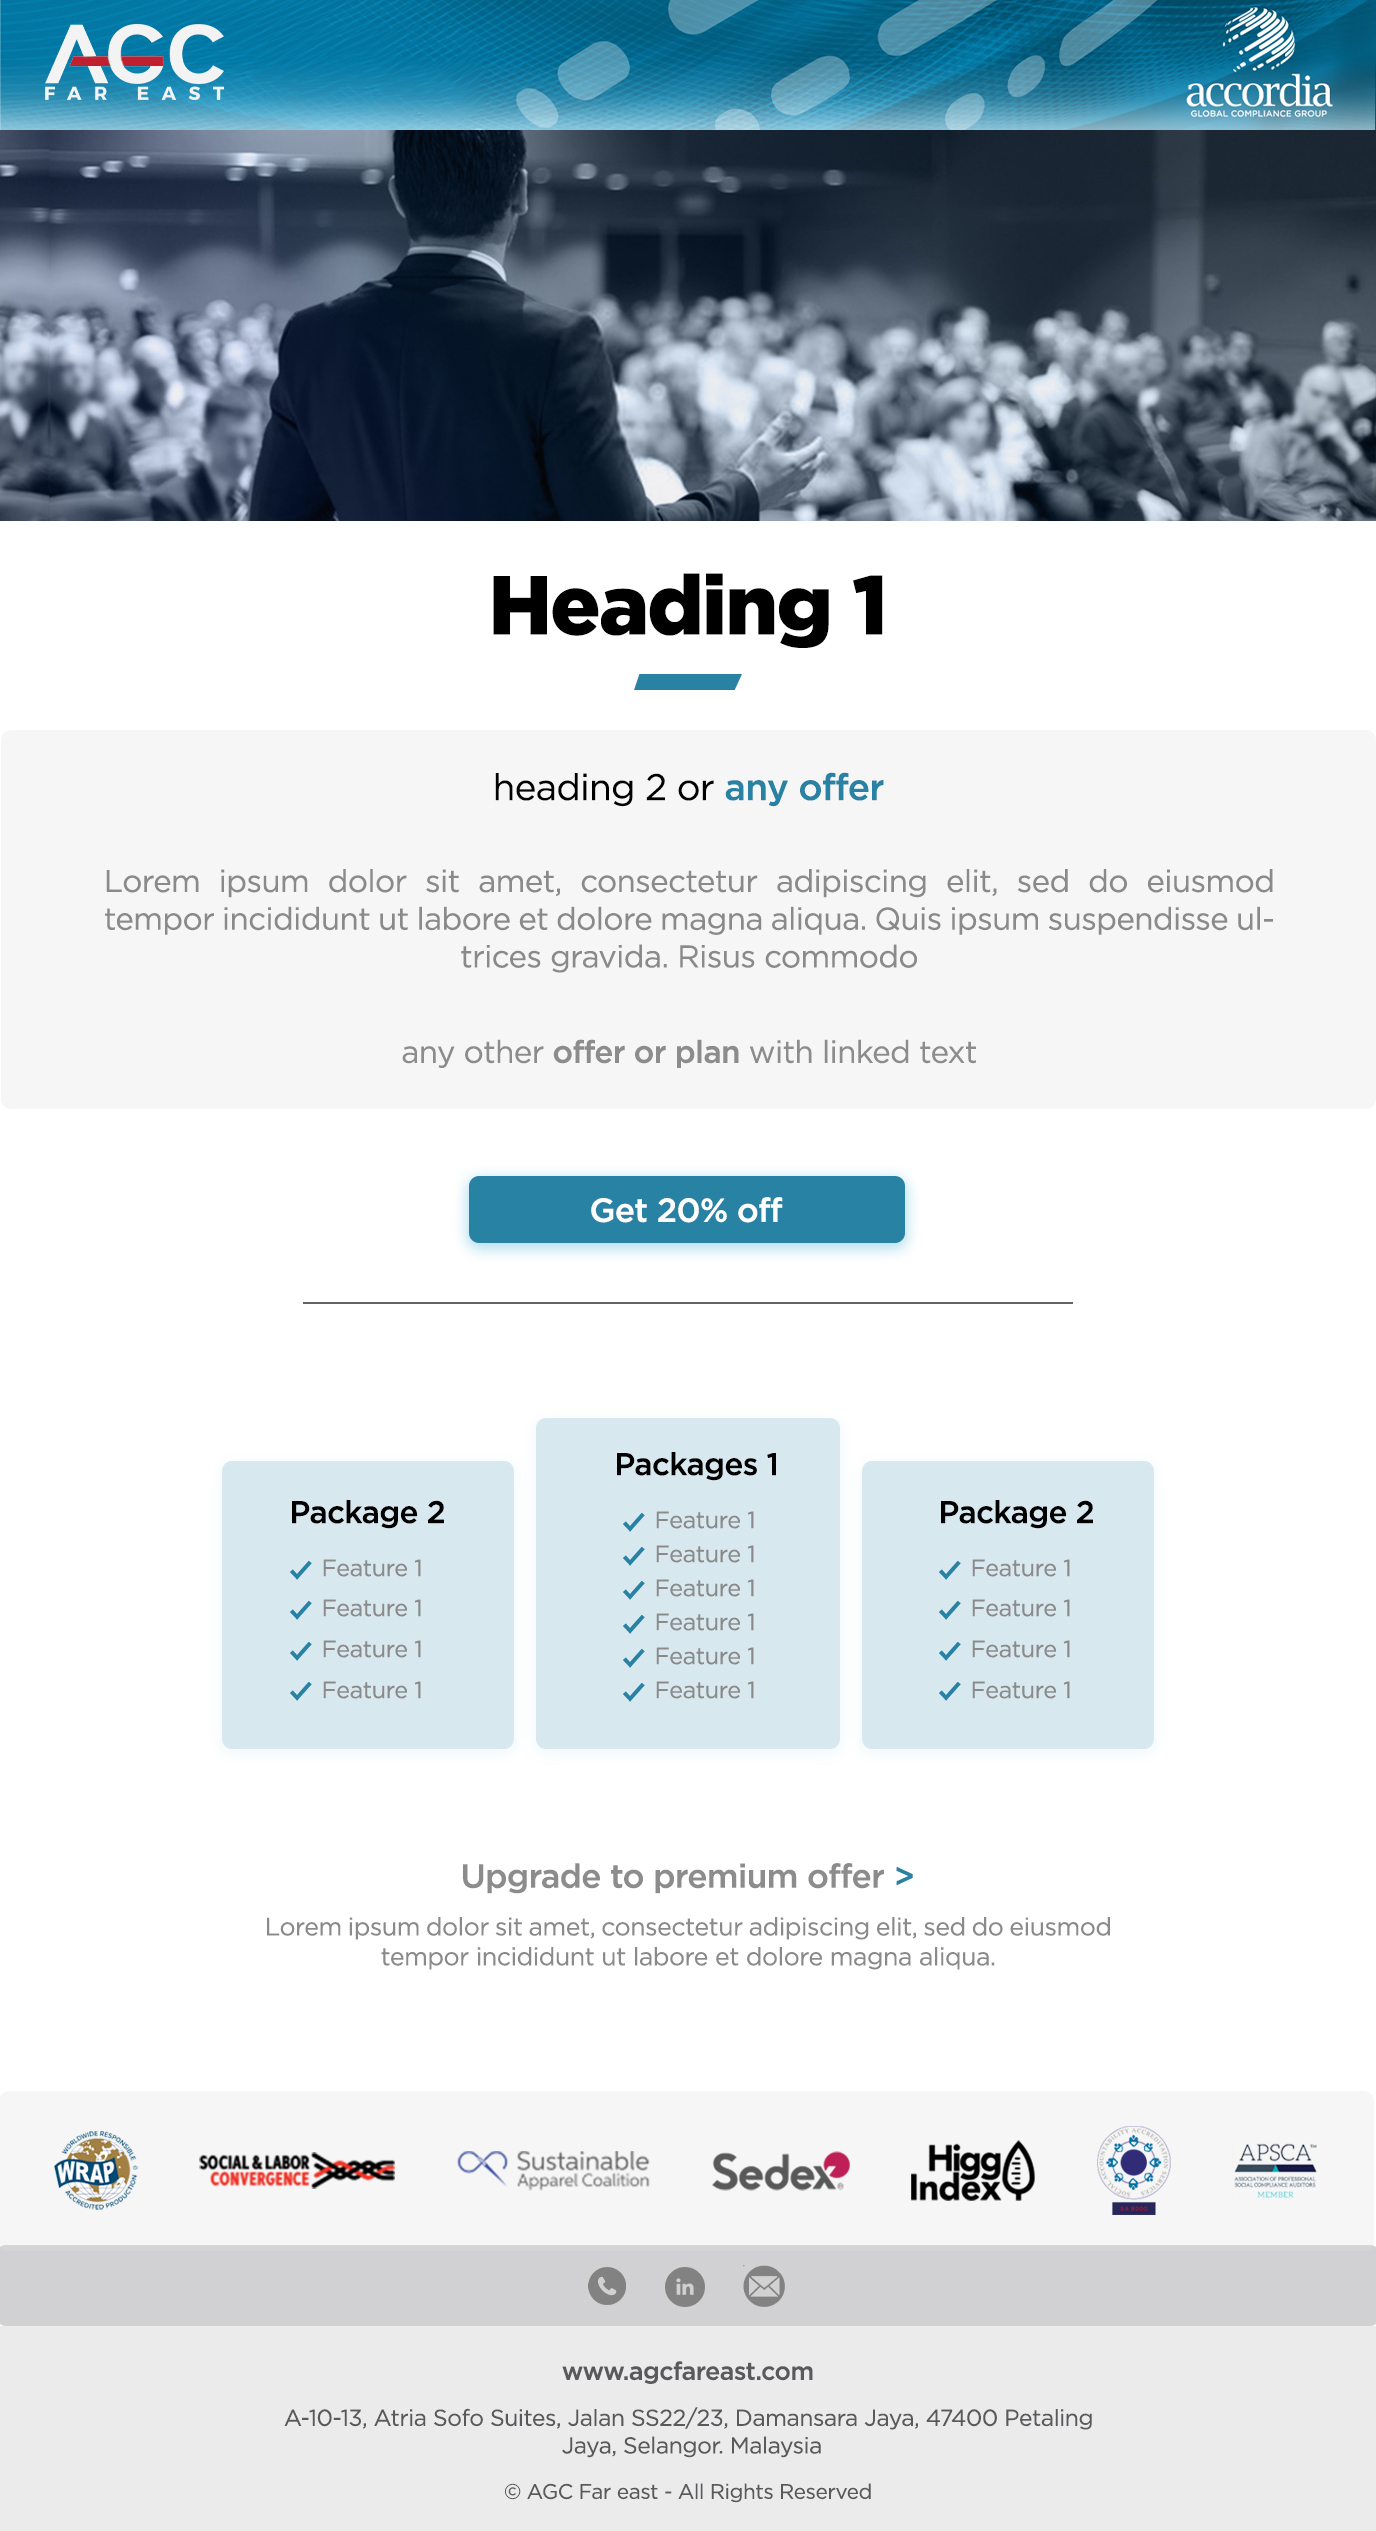 AGC
FAR EAST
accordia
GLOBAL COMPLIANCE GROUP
Heading 1
heading 2 or any offer
Lorem ipsum dolor sit amet, consectetur adipiscing elit, sed do eiusmod
tempor incididunt ut labore et dolore magna aliqua. Quis ipsum suspendisse ul-
trices gravida. Risus commodo
any other offer or plan with linked text
Get 20% off
Package 2
Feature 1
Feature 1
Feature 1
Feature 1
Packages 1
Feature 1
Feature 1
Feature 1
Feature 1
Feature 1
Feature 1
Package 2
Feature 1
Feature 1
Feature 1
Feature 1
Upgrade to premium offer >
Lorem ipsum dolor sit amet, consectetur adipiscing elit, sed do eiusmod
tempor incididunt ut labore et dolore magna aliqua.
WORLDWIDE RESPONSIBLE
WRAP
ACCREDITED PRODUCTION
SOCIAL & LABOR
CONVERGENCE
Sustainable
Apparel Coalition
Sedex
Higg
Index
SOCIAL ACCOUNTABILITY ACCREDITATION SERVICES
APSCA™
ASSOCIATION OF PROFESSIONAL
SOCIAL COMPLIANCE AUDITORS
MEMBER
in
www.agcfareast.com
A-10-13, Atria Sofo Suites, Jalan SS22/23, Damansara Jaya, 47400 Petaling
Jaya, Selangor. Malaysia
© AGC Far east - All Rights Reserved